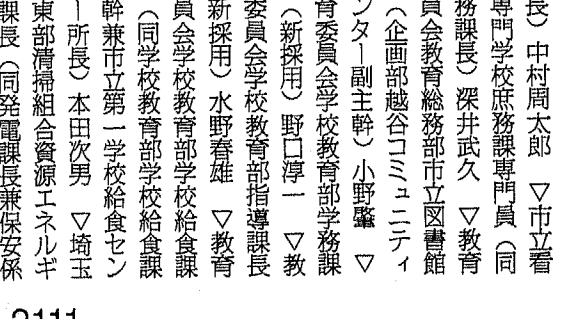 長）中村周太郎　▽市立看
専門学校庶務課専門員（同
務課長）深井武久　▽教育
員会教育総務部市立図書館
（企画部越谷コミュニティ
ンター副主幹）小野肇　▽
育委員会学校教育部学務課
（新採用）野口淳一　▽教
委員会学校教育部指導課長
新採用）水野春雄　▽教育
員会学校教育部学校給食課
（同学校教育部学校給食課
幹兼市立第一学校給食セン
ー所長）本田次男　▽埼玉
東部清掃組合資源エネルギ
課長（同発電課長兼保安係
2111